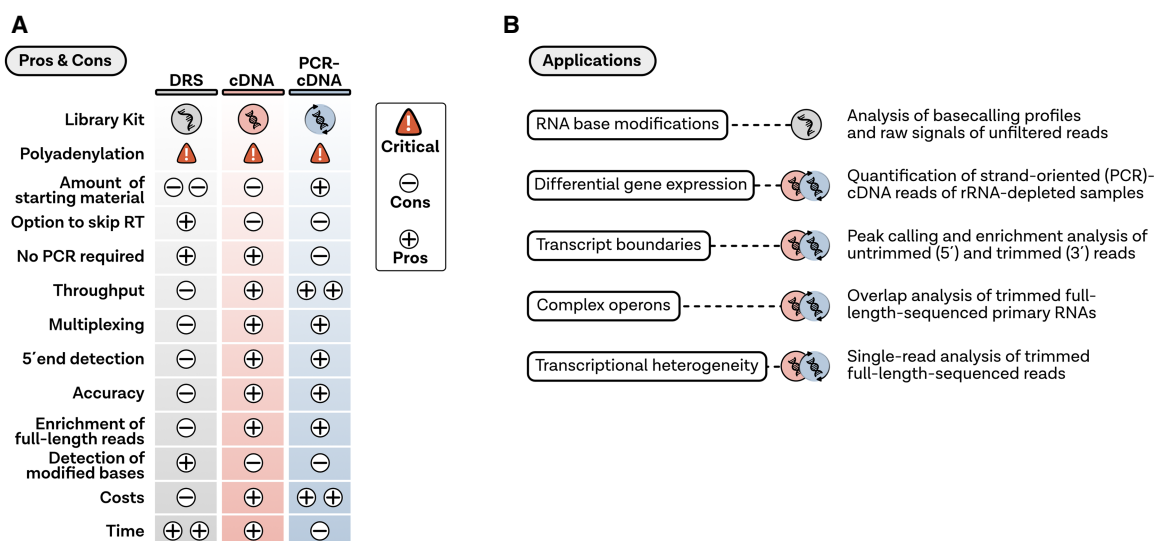 A
Pros & Cons
DRS
cDNA
PCR-
cDNA
Library Kit
Polyadenylation
Amount of
starting material
Option to skip RT
No PCR required
Throughput
Multiplexing
5´end detection
Accuracy
Enrichment of
full-length reads
Detection of
modified bases
Costs
Time
Critical
Cons
Pros
B
Applications
RNA base modifications
Analysis of basecalling profiles
and raw signals of unfiltered reads
Differential gene expression
Quantification of strand-oriented (PCR)-
cDNA reads of rRNA-depleted samples
Transcript boundaries
Peak calling and enrichment analysis of
untrimmed (5´) and trimmed (3´) reads
Complex operons
Overlap analysis of trimmed full-
length-sequenced primary RNAs
Transcriptional heterogeneity
Single-read analysis of trimmed
full-length-sequenced reads